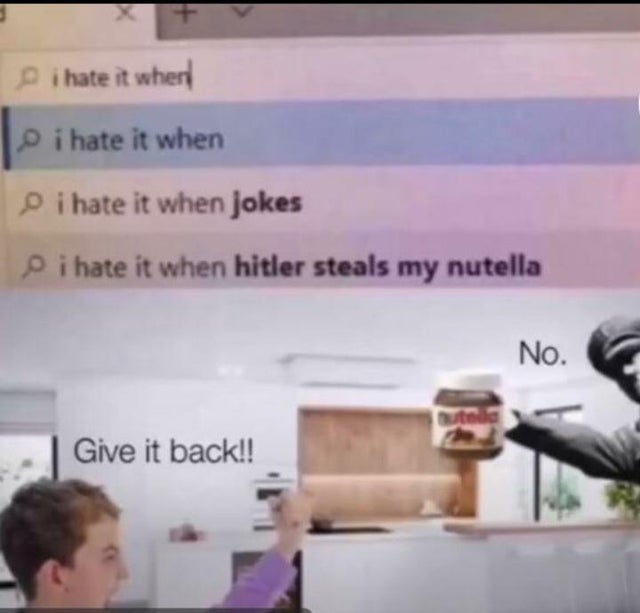 i hate it when
i hate it when
i hate it when jokes
i hate it when hitler steals my nutella
No.
nutella
Give it back!!